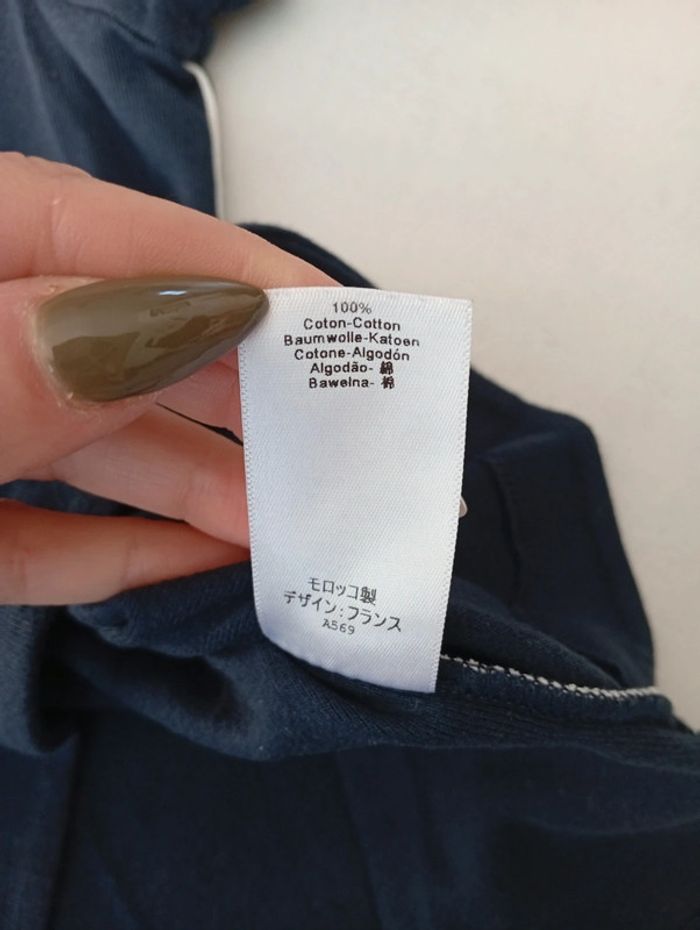 100%
Coton-Cotton
Baumwolle-Katoen
Cotone-Algodón
Algodão- 綿
Bawelna- 棉
モロッコ製
デザイン:フランス
A569